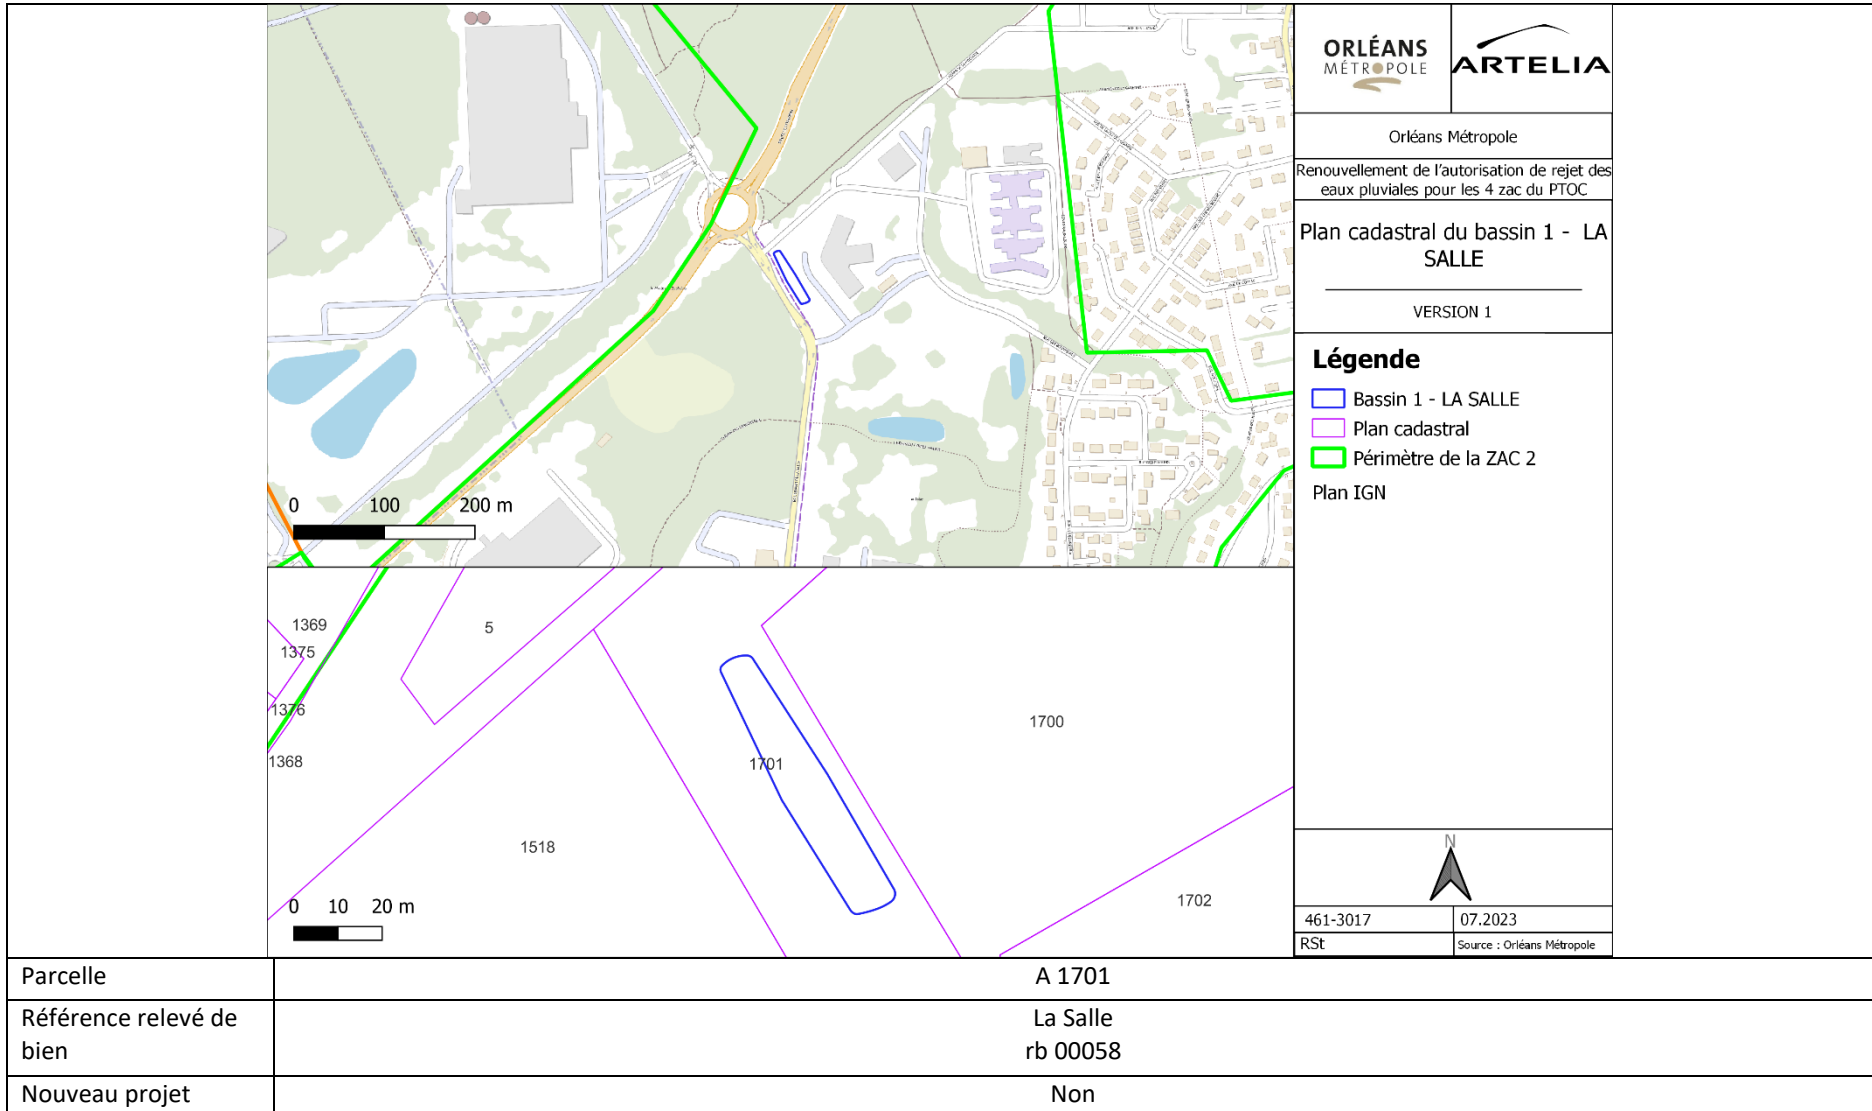 0 100 200 m
1369
1375
1376
1368
5
1701
1700
1518
1702
0 10 20 m
ORLÉANS
MÉTROPOLE
ARTELIA
Orléans Métropole
Renouvellement de l'autorisation de rejet des
eaux pluviales pour les 4 zac du PTOC
Plan cadastral du bassin 1 - LA
SALLE
VERSION 1
Légende
Bassin 1 - LA SALLE
Plan cadastral
Périmètre de la ZAC 2
Plan IGN
N
461-3017
07.2023
RSt
Source : Orléans Métropole
Parcelle
A 1701
Référence relevé de
bien
La Salle
rb 00058
Nouveau projet
Non